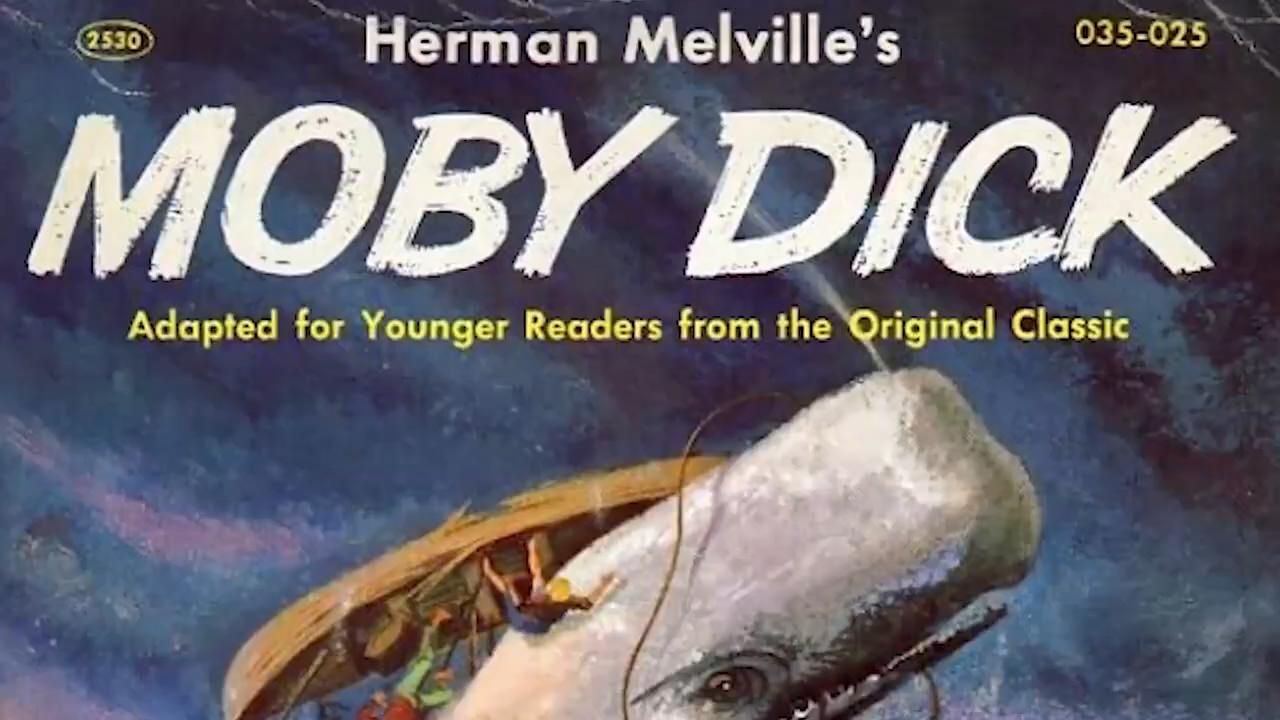 2530
Herman Melville's
035-025
MOBY DICK
Adapted for Younger Readers from the Original Classic